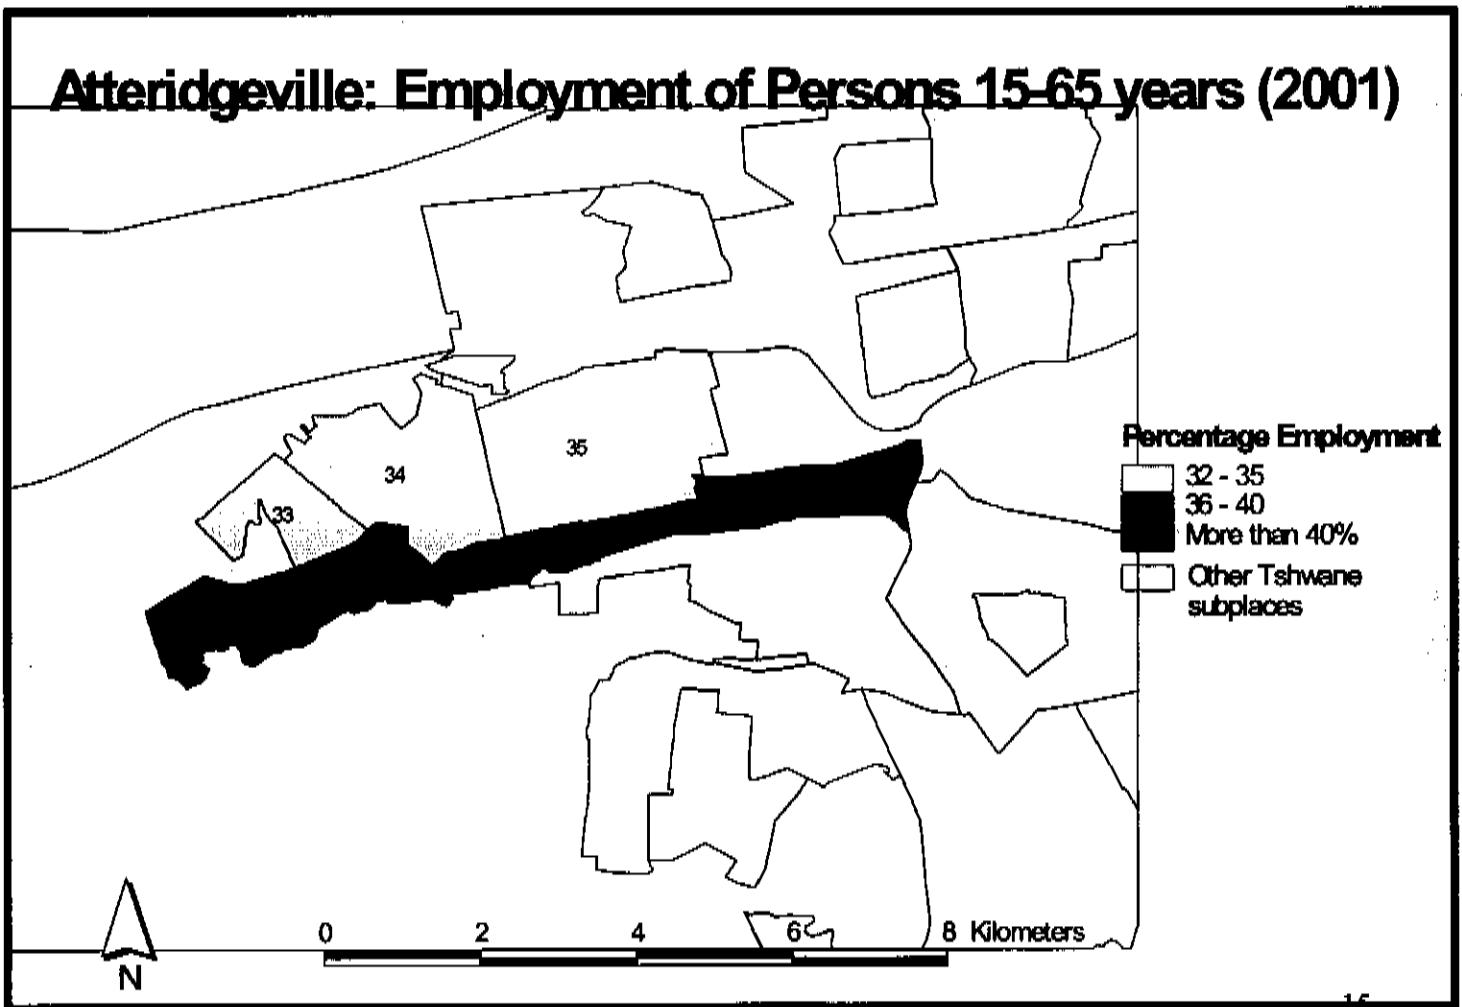 Atteridgeville: Employment of Persons 15-65 years (2001)
35
34
33
Percentage Employment
32 - 35
36 - 40
More than 40%
Other Tshwane
subplaces
0 2 4 6 8 Kilometers
N